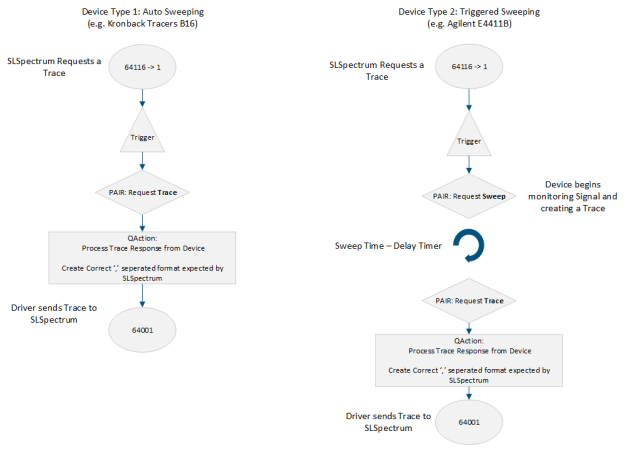 Device Type 1: Auto Sweeping
(e.g. Kronback Tracers B16)
SLSpectrum Requests a
Trace
64116 -> 1
Trigger
PAIR: Request Trace
QAction:
Process Trace Response from Device
Create Correct ‘,’ seperated format expected by
SLSpectrum
Driver sends Trace to
SLSpectrum
64001
Device Type 2: Triggered Sweeping
(e.g. Agilent E4411B)
SLSpectrum Requests a
Trace
64116 -> 1
Trigger
PAIR: Request Sweep
Device begins
monitoring Signal and
creating a Trace
Sweep Time – Delay Timer
PAIR: Request Trace
QAction:
Process Trace Response from Device
Create Correct ‘,’ seperated format expected by
SLSpectrum
Driver sends Trace to
SLSpectrum
64001